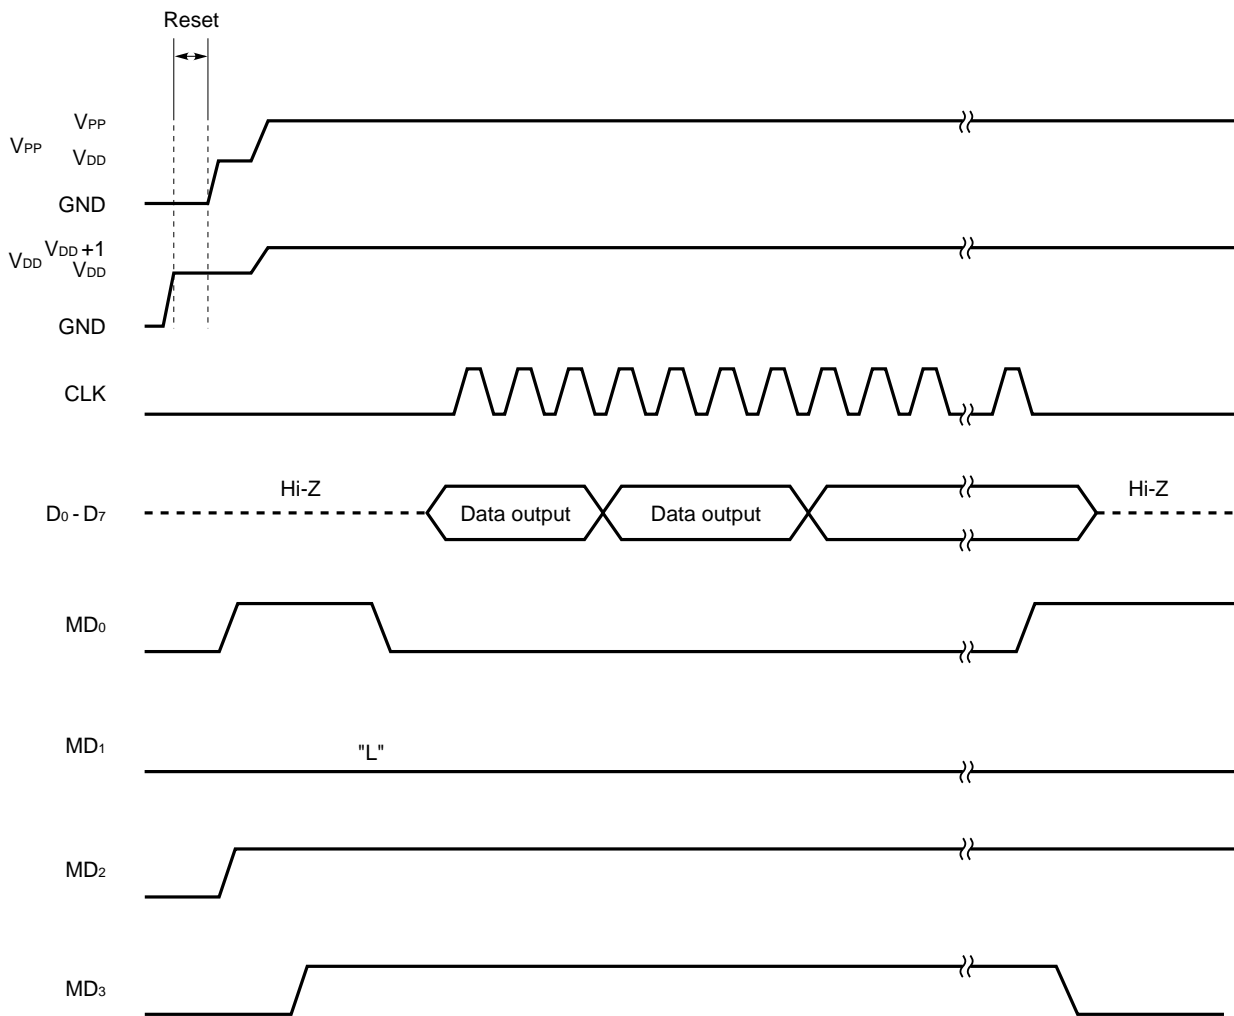 Reset
VPP
VPP
VDD
GND
VDD
VDD +1
VDD
GND
CLK
D0 - D7
Hi-Z
Data output
Data output
Hi-Z
MD0
MD1
"L"
MD2
MD3